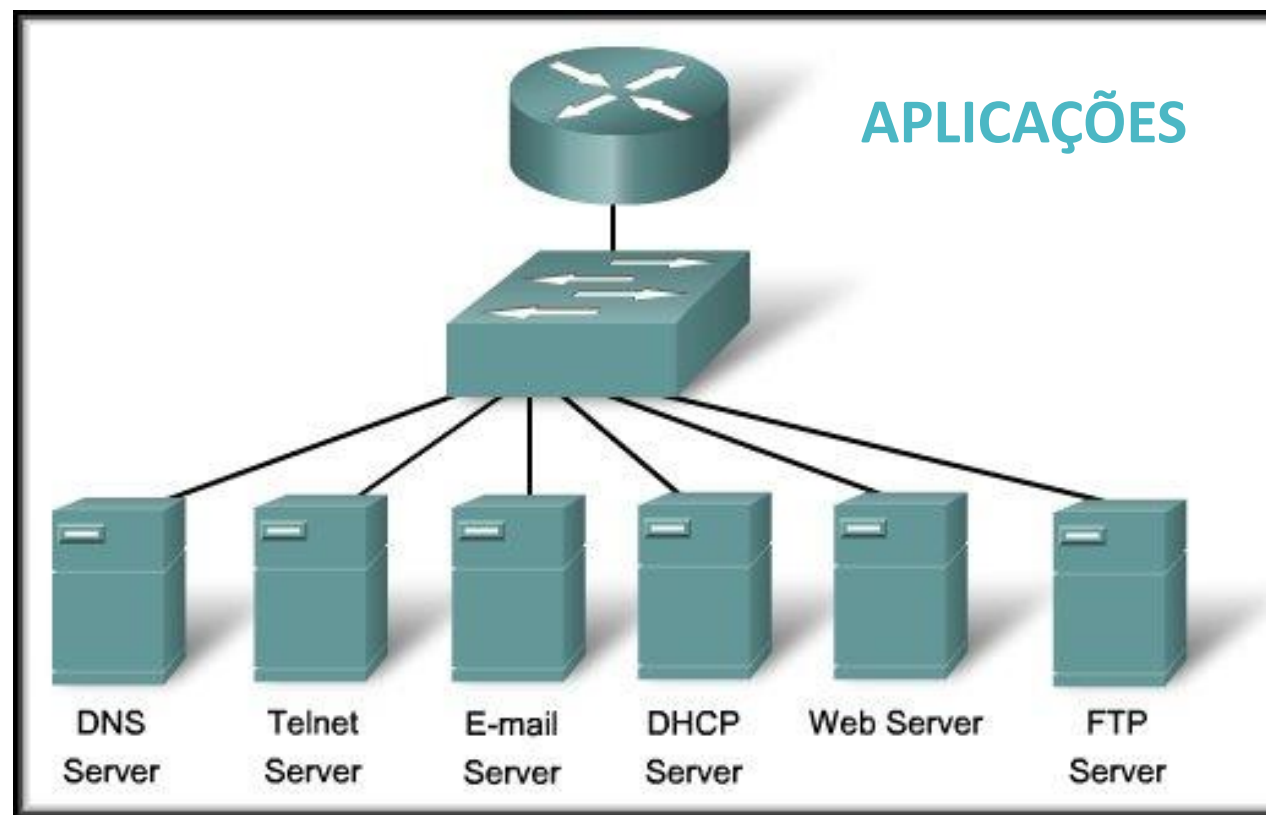 APLICAÇÕES
DNS
Server
Telnet
Server
E-mail
Server
DHCP
Server
Web Server
FTP
Server